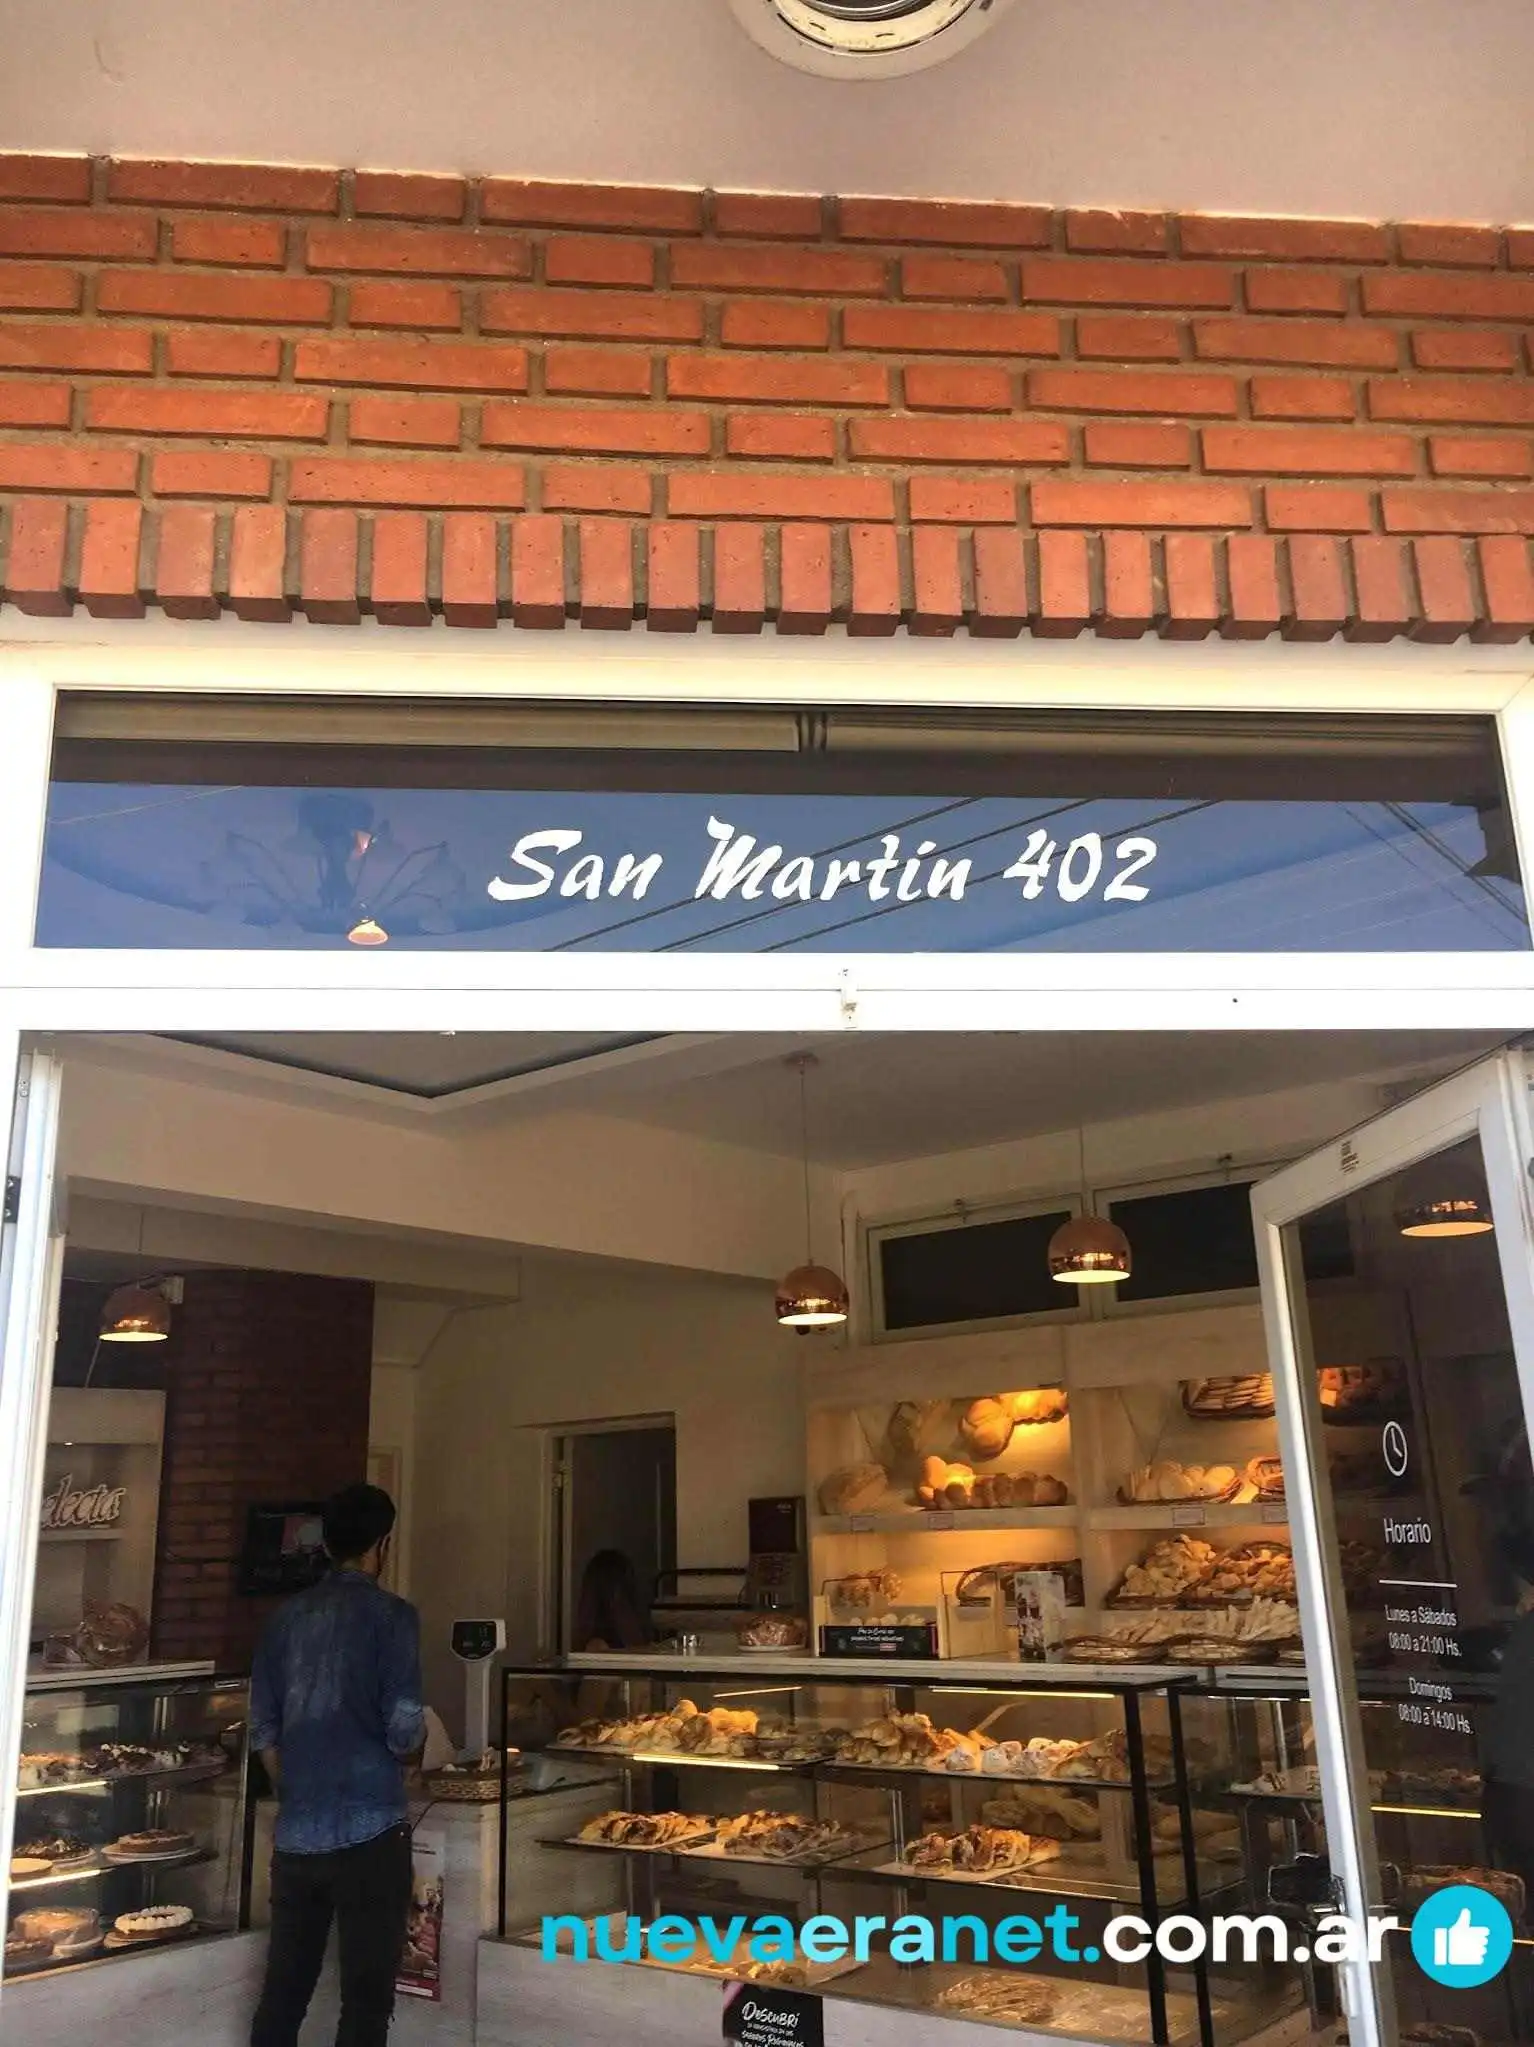 San Martin 402
Horario
Lunes a Sábados
08:00 a 21:00 Hs.
Domingos
08:00 a 14:00 Hs.
nuevaeranet.com.ar
DESCUBRÍ